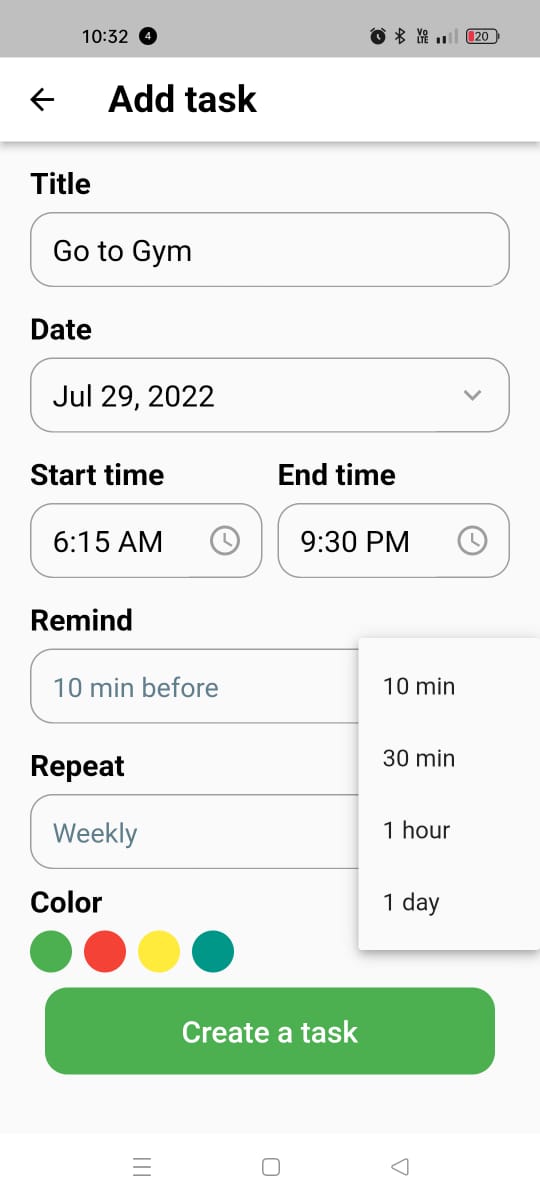 10:32 4 Vo LTE 20
Add task
Title
Go to Gym
Date
Jul 29, 2022
Start time End time
6:15 AM 9:30 PM
Remind
10 min before
10 min
30 min
Repeat
Weekly
1 hour
Color
1 day
Create a task